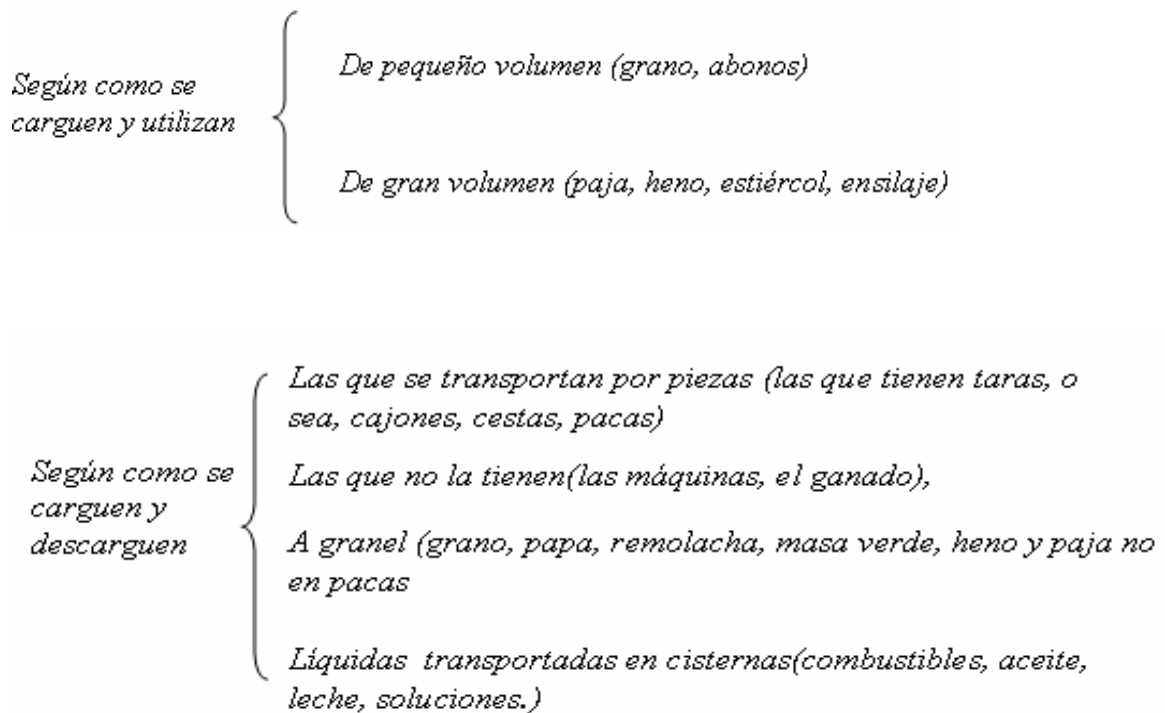 Según como se
carguen y utilizan
De pequeño volumen (grano, abonos)
De gran volumen (paja, heno, estiércol, ensilaje)
Según como se
carguen y
descarguen
Las que se transportan por piezas (las que tienen taras, o
sea, cajones, cestas, pacas)
Las que no la tienen(las máquinas, el ganado),
A granel (grano, papa, remolacha, masa verde, heno y paja no
en pacas
Líquidas transportadas en cisternas(combustibles, aceite,
leche, soluciones.)